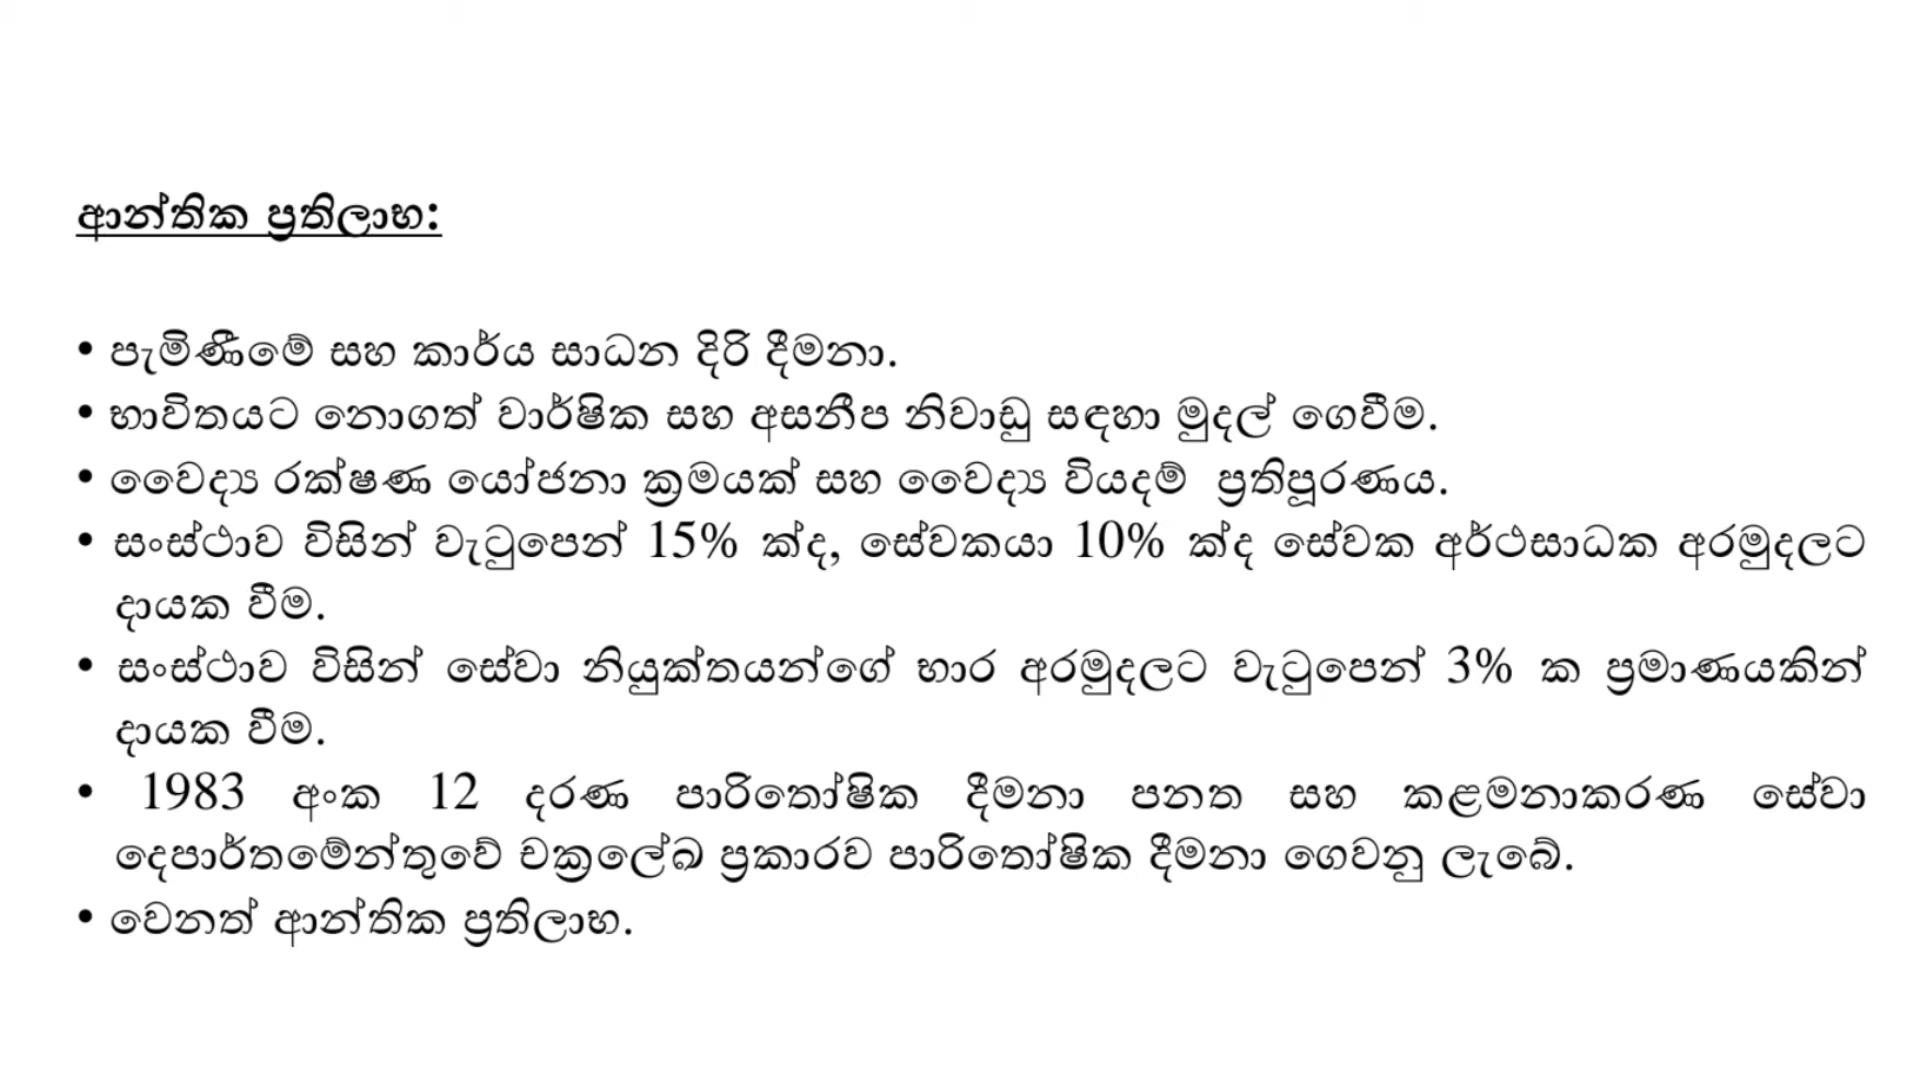 ආන්තික ප්‍රතිලාභ:
• පැමිණීමේ සහ කාර්ය සාධන දිරි දීමනා.
• භාවිතයට නොගත් වාර්ෂික සහ අසනීප නිවාඩු සඳහා මුදල් ගෙවීම.
• වෛද්‍ය රක්ෂණ යෝජනා ක්‍රමයක් සහ වෛද්‍ය වියදම් ප්‍රතිපූරණය.
• සංස්ථාව විසින් වැටුපෙන් 15% ක්ද, සේවකයා 10% ක්ද සේවක අර්ථසාධක අරමුදලට
දායක වීම.
• සංස්ථාව විසින් සේවා නියුක්තයන්ගේ භාර අරමුදලට වැටුපෙන් 3% ක ප්‍රමාණයකින්
දායක වීම.
• 1983 අංක 12 දරණ පාරිතෝෂික දීමනා පනත සහ කළමනාකරණ සේවා
දෙපාර්තමේන්තුවේ චක්‍රලේඛ ප්‍රකාරව පාරිතෝෂික දීමනා ගෙවනු ලැබේ.
• වෙනත් ආන්තික ප්‍රතිලාභ.